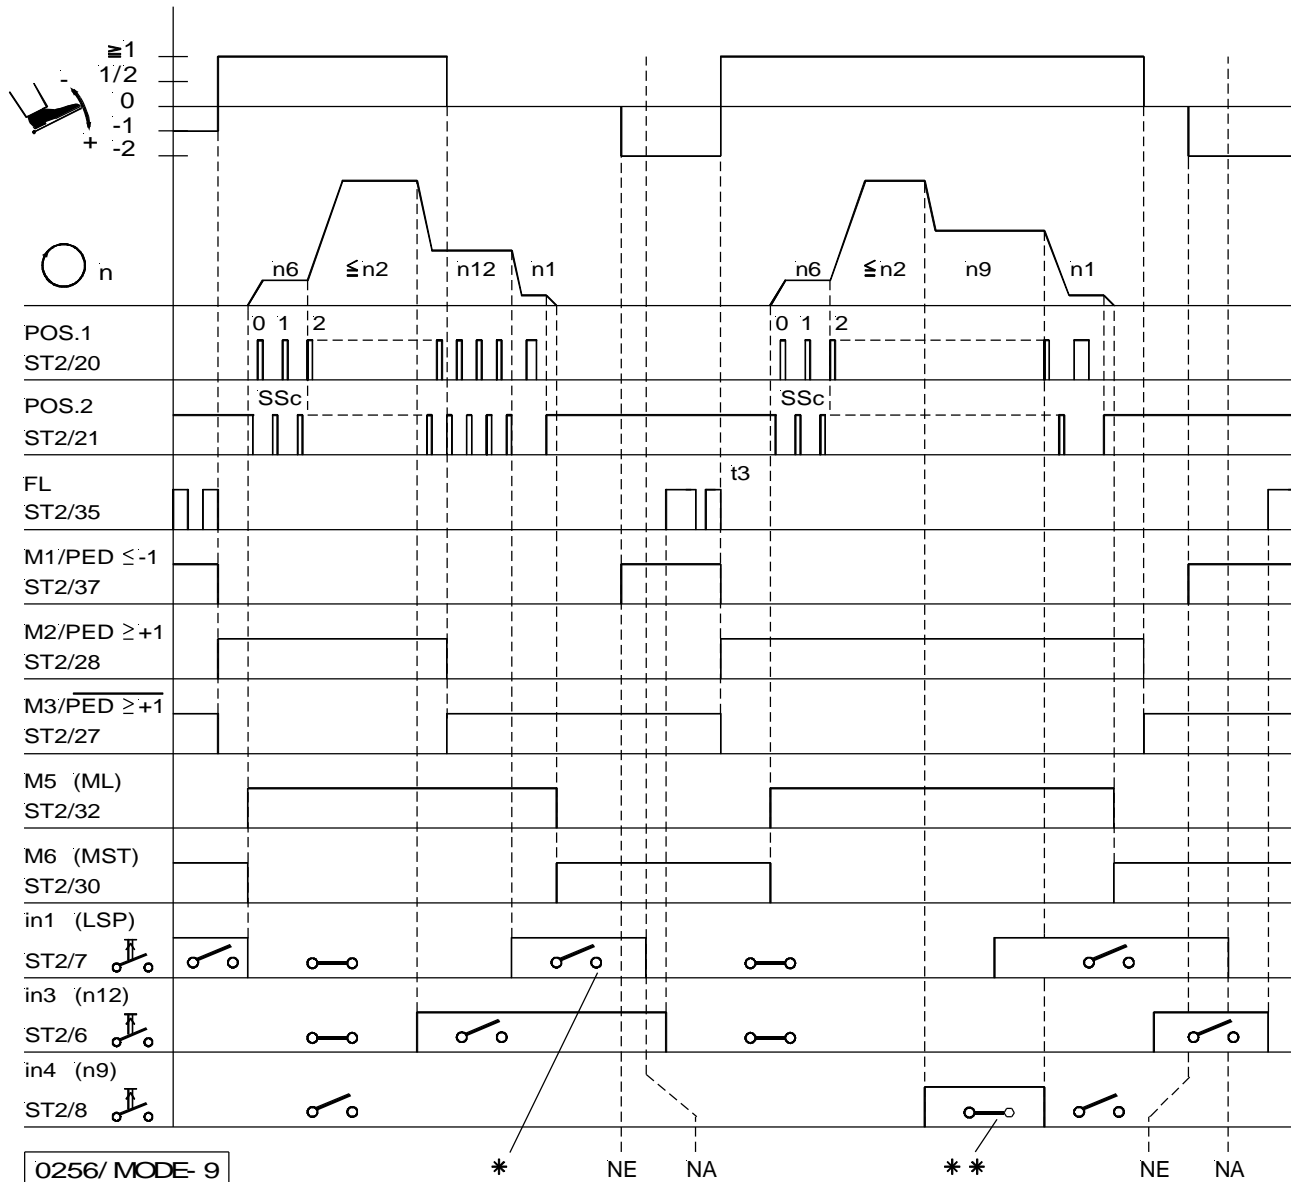 ≧1
1/2
0
-1
-2
-
+
n
n6
≦n2
n12
n1
n6
≦n2
n9
n1
POS.1
ST2/20
0 1 2
0 1 2
POS.2
ST2/21
SSc
SSc
FL
ST2/35
t3
M1/PED ≤-1
ST2/37
M2/PED ≥+1
ST2/28
M3/PED ≥+1
ST2/27
M5 (ML)
ST2/32
M6 (MST)
ST2/30
in1 (LSP)
ST2/7
in3 (n12)
ST2/6
in4 (n9)
ST2/8
0256/MODE-9
*
NE
NA
**
NE
NA